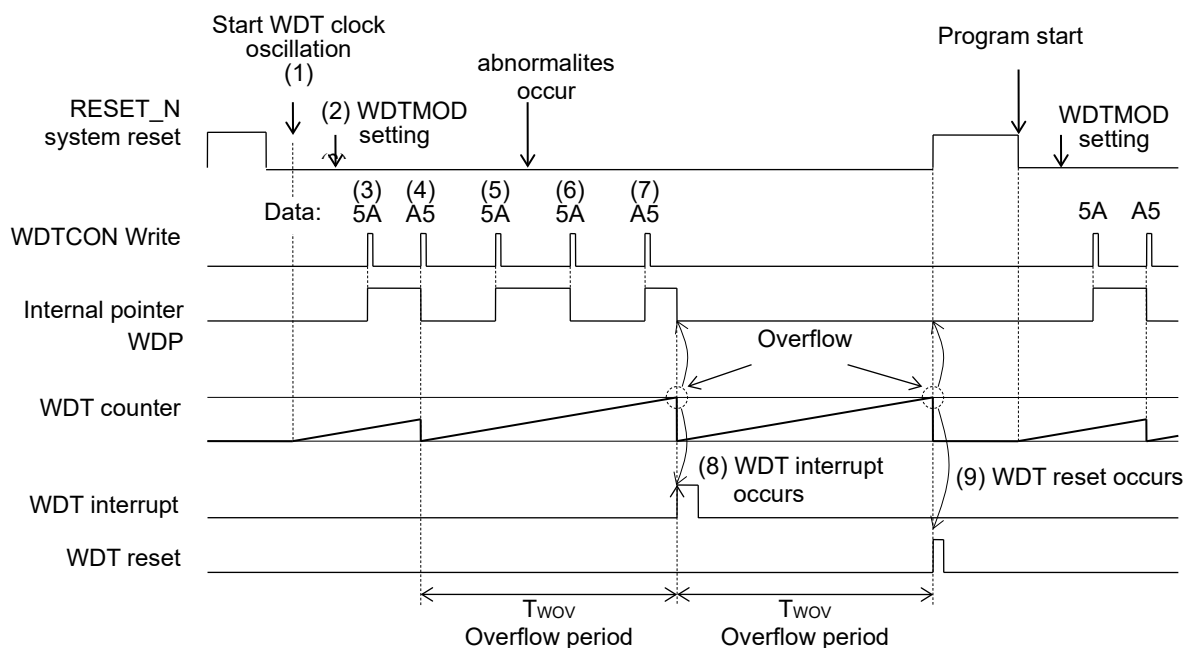 Start WDT clock
oscillation
(1)
Program start
abnormalites
occur
RESET_N
system reset
(2) WDTMOD
setting
WDTMOD
setting
(3) (4) (5) (6) (7)
Data: 5A A5 5A 5A A5 5A A5
WDTCON Write
Internal pointer
WDP
Overflow
WDT counter
(8) WDT interrupt
occurs
(9) WDT reset occurs
WDT interrupt
WDT reset
TWOV TWOV
Overflow period Overflow period